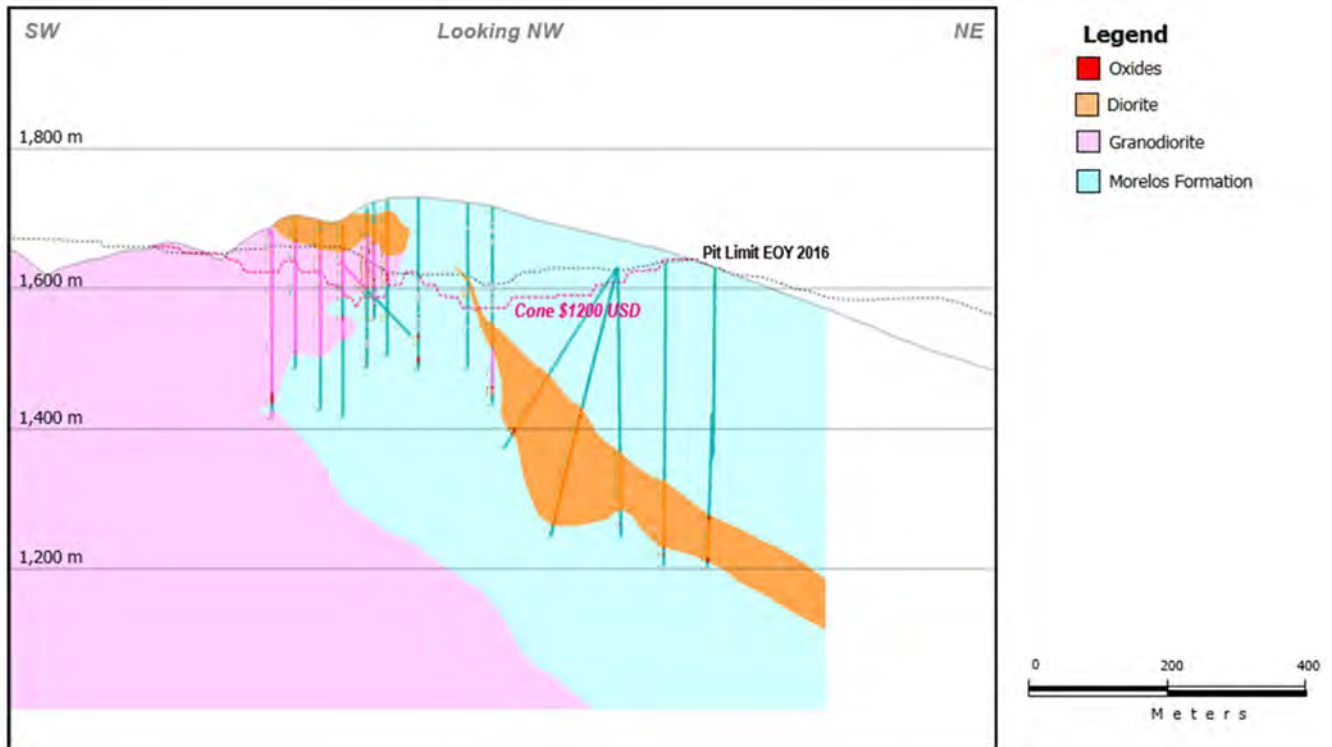 SW Looking NW NE
1,800 m
Pit Limit EOY 2016
1,600 m
Cone $1200 USD
1,400 m
1,200 m
Legend
Oxides
Diorite
Granodiorite
Morelos Formation
0 200 400
Meters